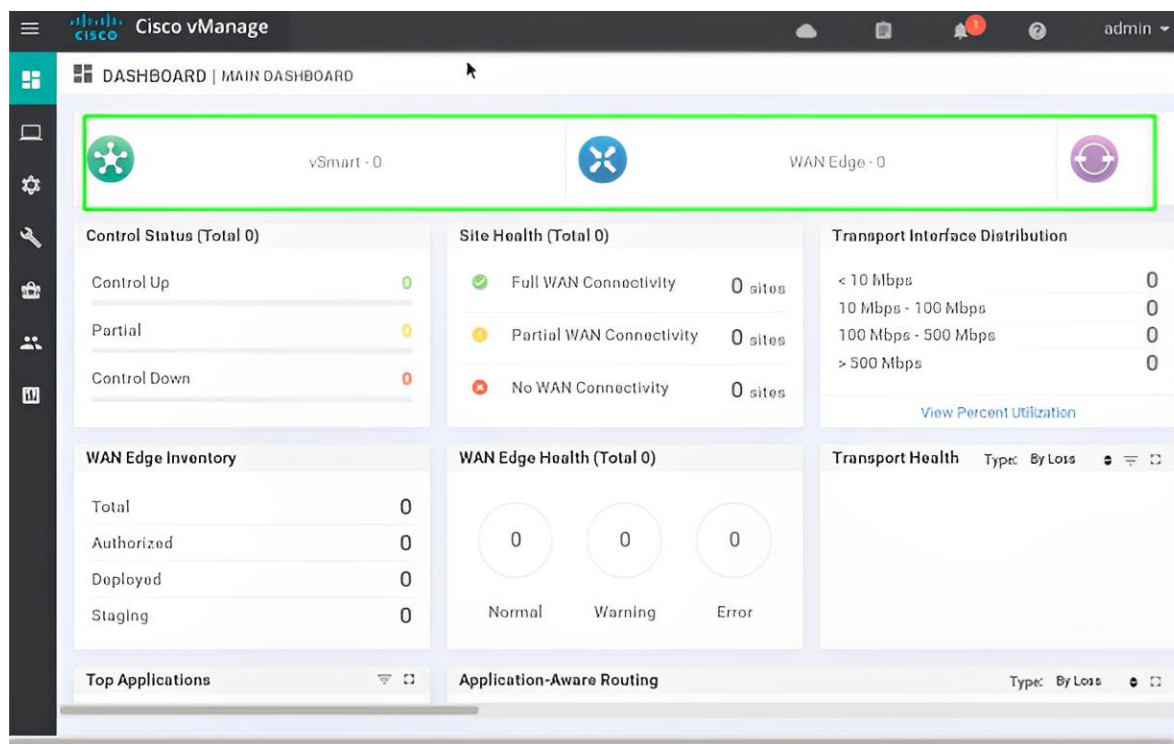 CISCO Cisco vManage admin
DASHBOARD | MAIN DASHBOARD
vSmart - 0 WAN Edge - 0
Control Status (Total 0)
Control Up 0
Partial 0
Control Down 0
Site Health (Total 0)
Full WAN Connectivity 0 sites
Partial WAN Connectivity 0 sites
No WAN Connectivity 0 sites
Transport Interface Distribution
< 10 Mbps 0
10 Mbps - 100 Mbps 0
100 Mbps - 500 Mbps 0
> 500 Mbps 0
View Percent Utilization
WAN Edge Inventory
Total 0
Authorized 0
Deployed 0
Staging 0
WAN Edge Health (Total 0)
0 0 0
Normal Warning Error
Transport Health Type: By Loss
Top Applications
Application-Aware Routing Type: By Loss